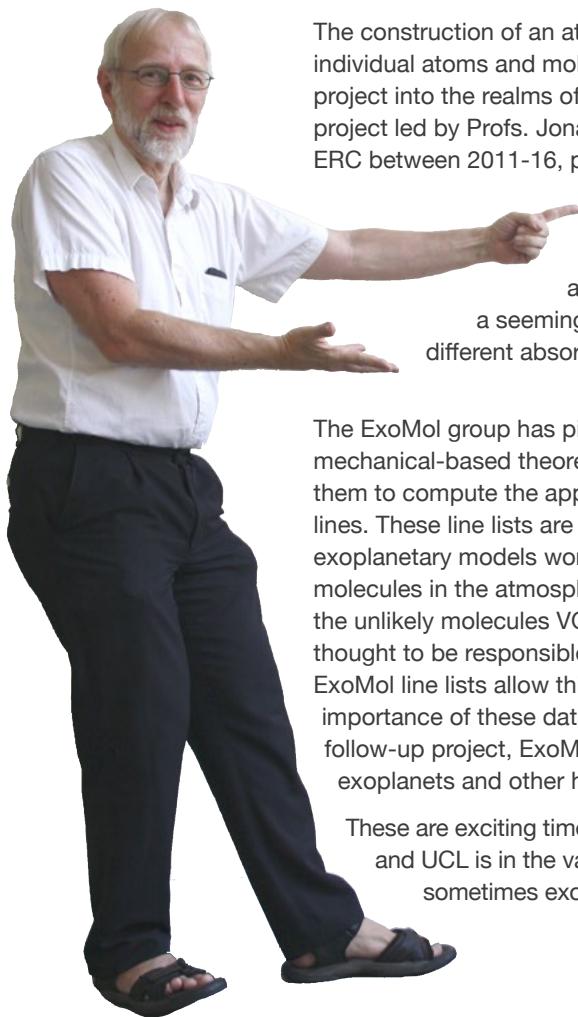 The construction of an at
individual atoms and mol
project into the realms of
project led by Profs. Jona
ERC between 2011-16, p
a
a seeming
different absor
The ExoMol group has pl
mechanical-based theore
them to compute the app
lines. These line lists are
exoplanetary models wor
molecules in the atmosph
the unlikely molecules VO
thought to be responsible
ExoMol line lists allow th
importance of these dat
follow-up project, ExoM
exoplanets and other h
These are exciting time
and UCL is in the va
sometimes exc